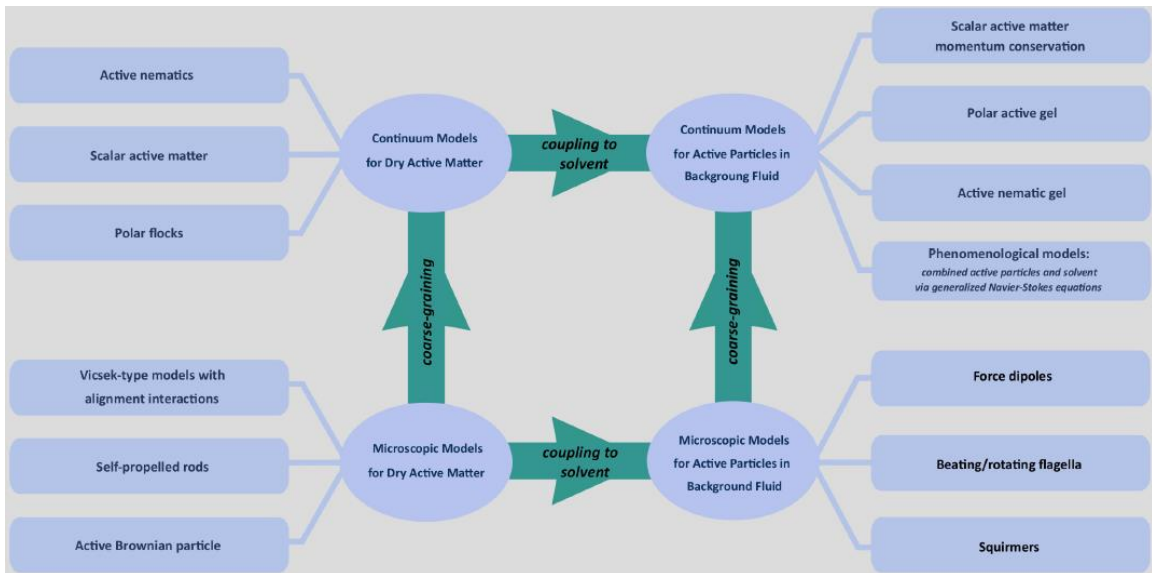 Active nematics
Scalar active matter
Polar flocks
Continuum Models
for Dry Active Matter
coupling to
solvent
Continuum Models
for Active Particles in
Backgroung Fluid
Scalar active matter
momentum conservation
Polar active gel
Active nematic gel
Phenomenological models:
combined active particles and solvent
via generalized Navier-Stokes equations
coarse-graining
coarse-graining
Vicsek-type models with
alignment interactions
Self-propelled rods
Active Brownian particle
Microscopic Models
for Dry Active Matter
coupling to
solvent
Microscopic Models
for Active Particles in
Background Fluid
Force dipoles
Beating/rotating flagella
Squirmers